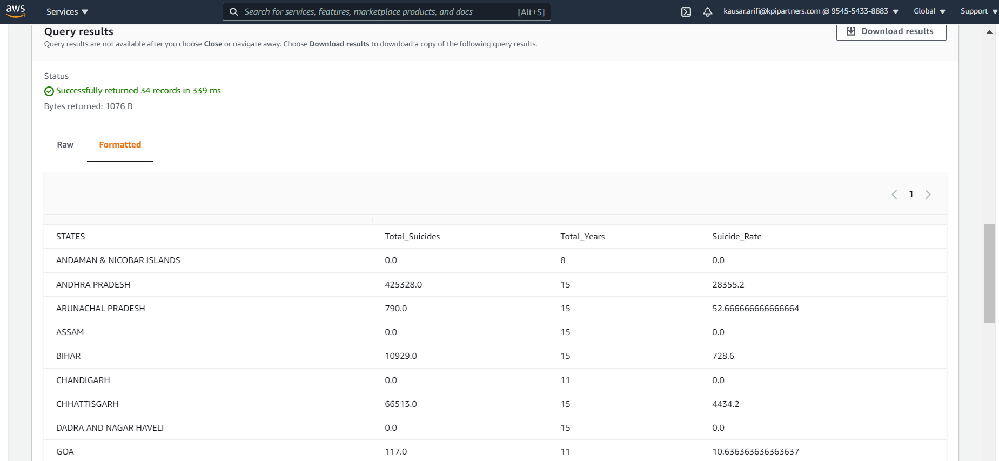 aws Services Search for services, features, marketplace products, and docs [Alt+S] kausar.arifi@kpipartners.com @ 9545-5433-8883 Global Support
Query results Download results
Query results are not available after you choose Close or navigate away. Choose Download results to download a copy of the following query results.
Status
Successfully returned 34 records in 339 ms
Bytes returned: 1076 B
Raw Formatted
1
STATES Total_Suicides Total_Years Suicide_Rate
ANDAMAN & NICOBAR ISLANDS 0.0 8 0.0
ANDHRA PRADESH 425328.0 15 28355.2
ARUNACHAL PRADESH 790.0 15 52.666666666666664
ASSAM 0.0 15 0.0
BIHAR 10929.0 15 728.6
CHANDIGARH 0.0 11 0.0
CHHATTISGARH 66513.0 15 4434.2
DADRA AND NAGAR HAVELI 0.0 15 0.0
GOA 117.0 11 10.636363636363637